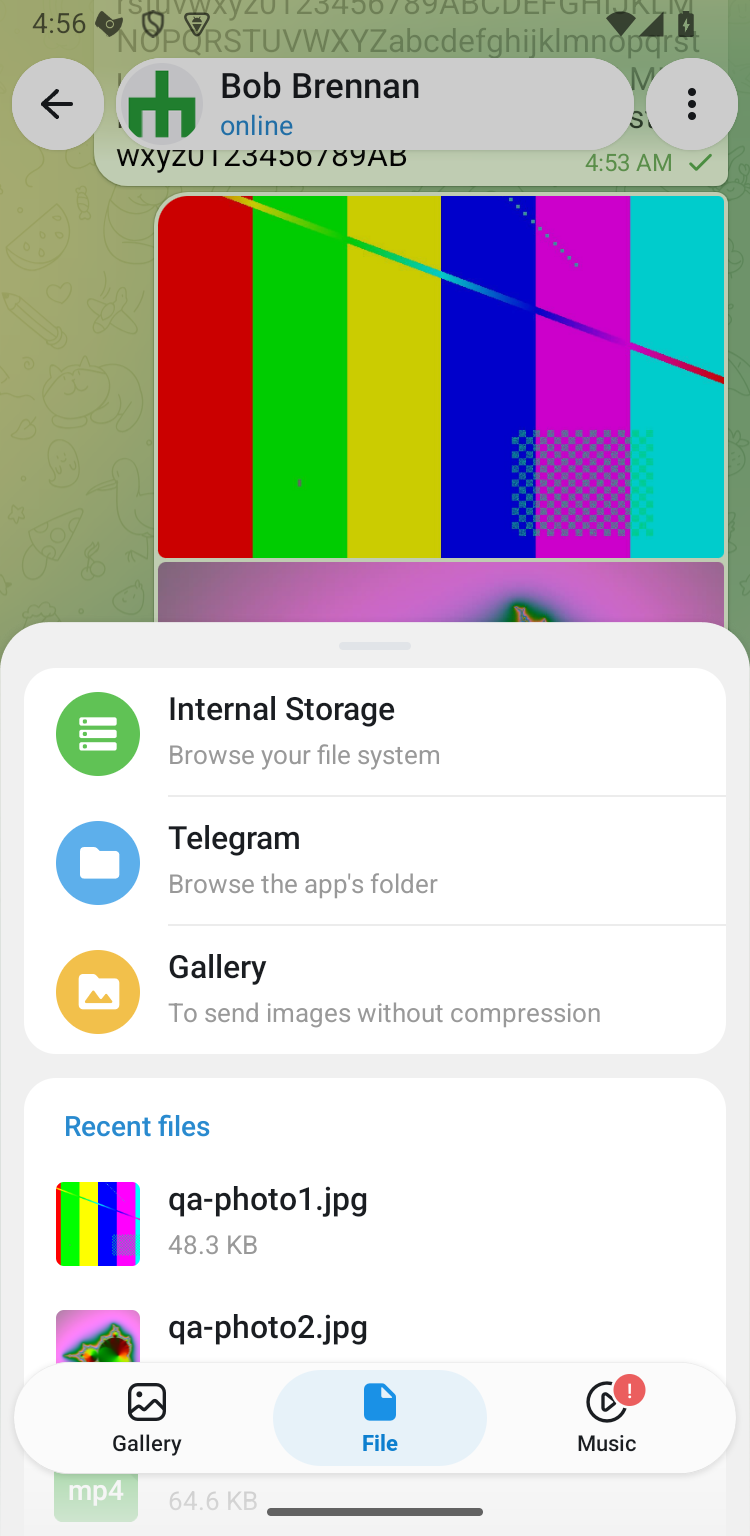 4:56
NOPQRSTUVWXYZabcdefghijklmnopqrst
Bob Brennan
online
wxyz0123456789AB
4:53 AM
Internal Storage
Browse your file system
Telegram
Browse the app's folder
Gallery
To send images without compression
Recent files
qa-photo1.jpg
48.3 KB
qa-photo2.jpg
Gallery
File
Music
mp4
64.6 KB